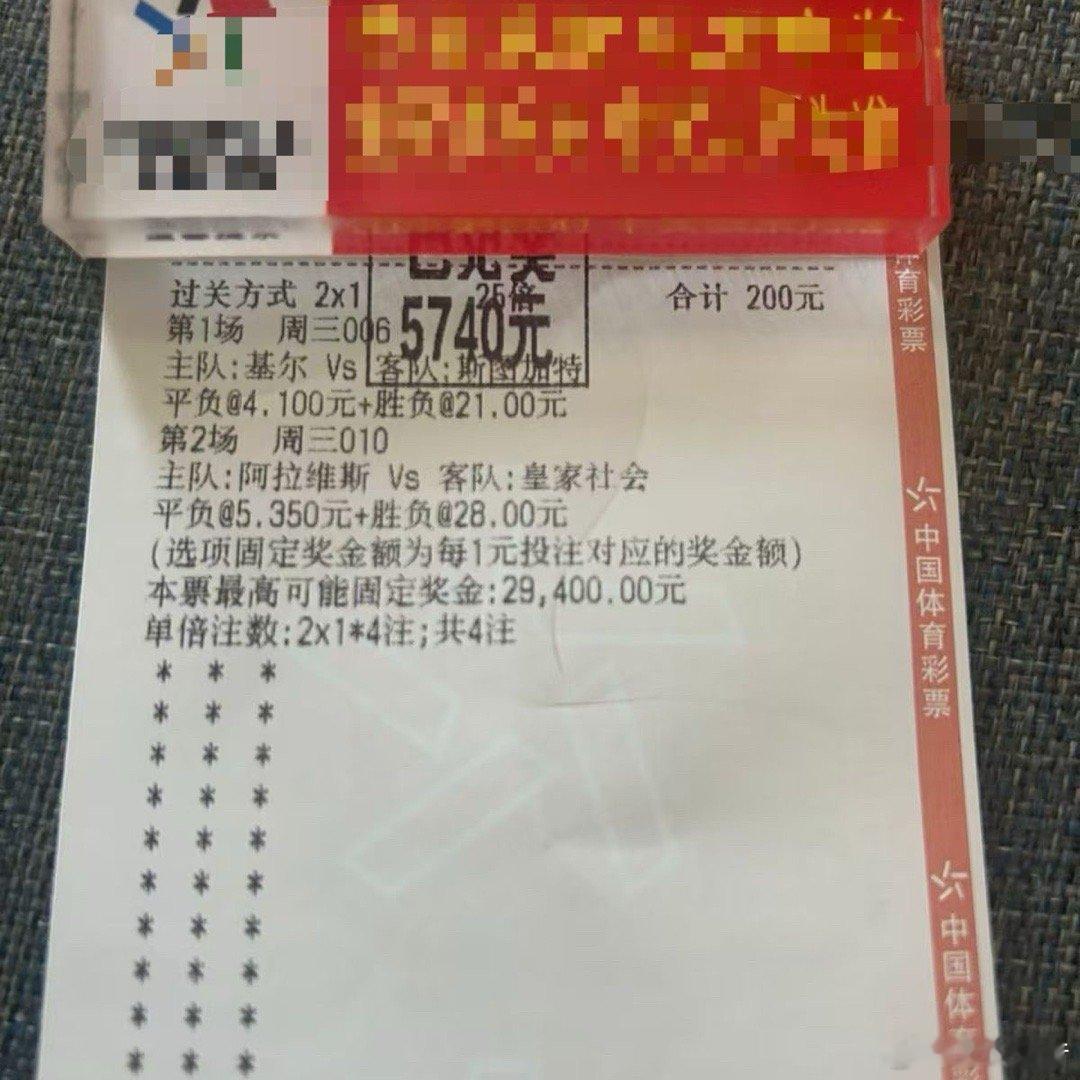 已兑奖
5740元
过关方式 2x1 25倍 合计 200元
第1场 周三006
主队:基尔 Vs 客队:斯图加特
平负@4.100元+胜负@21.00元
第2场 周三010
主队:阿拉维斯 Vs 客队:皇家社会
平负@5.350元+胜负@28.00元
(选项固定奖金额为每1元投注对应的奖金额)
本票最高可能固定奖金:29,400.00元
单倍注数:2x1*4注;共4注
* * *
* * *
* * *
* * *
* * *
* * *
* * *
* * *
* * *
* * *
体育彩票
中国体育彩票
中国体育